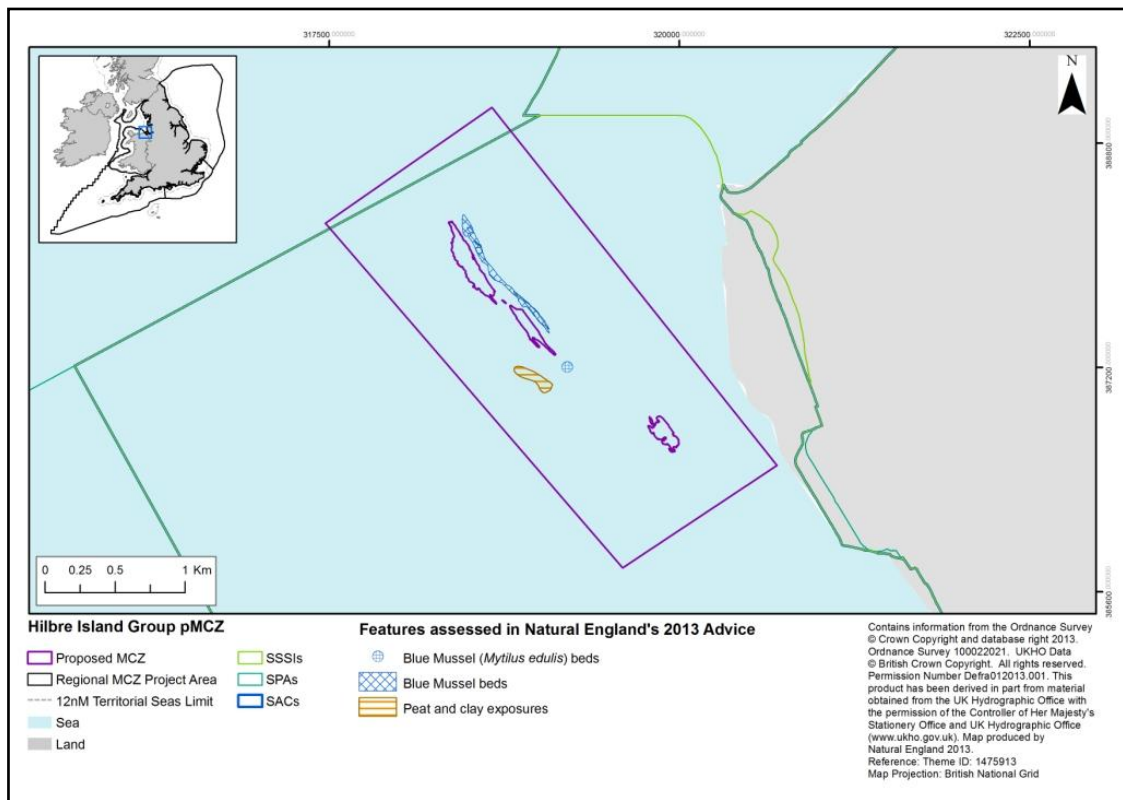 317500.000000
320000.000000
322500.000000
N
388800.000000
387200.000000
385600.000000
0 0.25 0.5 1 Km
Hilbre Island Group pMCZ
Proposed MCZ
Regional MCZ Project Area
12nM Territorial Seas Limit
Sea
Land
SSSIs
SPAs
SACs
Features assessed in Natural England's 2013 Advice
Blue Mussel (Mytilus edulis) beds
Blue Mussel beds
Peat and clay exposures
Contains information from the Ordnance Survey
© Crown Copyright and database right 2013.
Ordnance Survey 100022021. UKHO Data
© British Crown Copyright. All rights reserved.
Permission Number Defra012013.001. This
product has been derived in part from material
obtained from the UK Hydrographic Office with
the permission of the Controller of Her Majesty's
Stationery Office and UK Hydrographic Office
(www.ukho.gov.uk). Map produced by
Natural England 2013.
Reference: Theme ID: 1475913
Map Projection: British National Grid